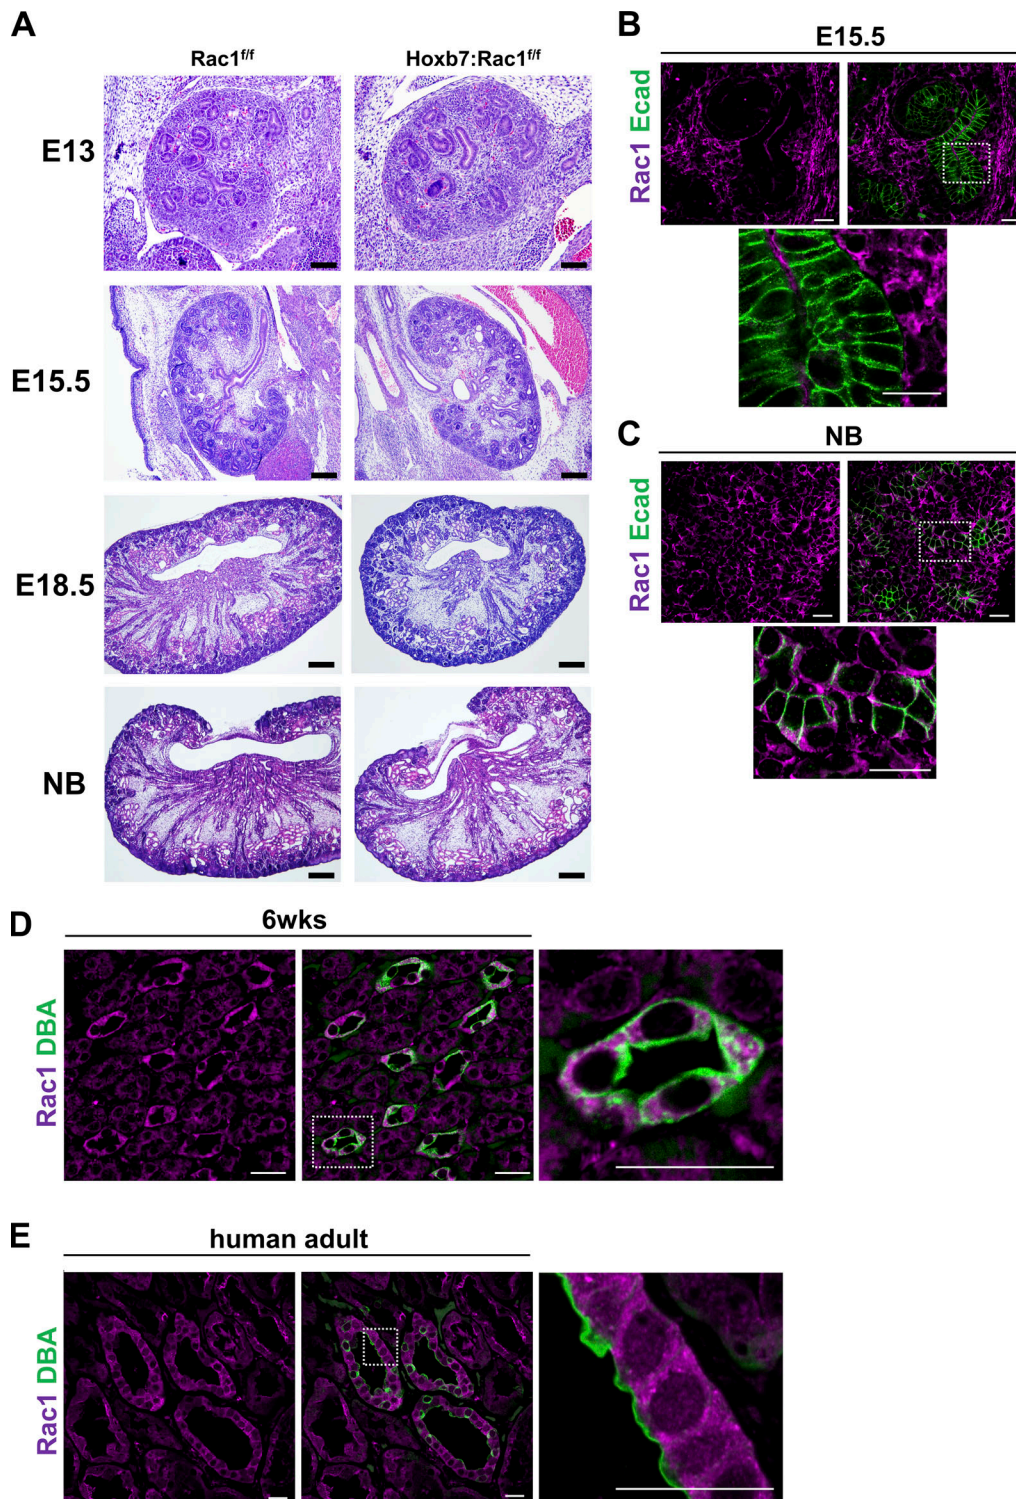 A
Rac1f/f
Hoxb7:Rac1f/f
E13
E15.5
E18.5
NB
B
E15.5
Rac1 Ecad
C
NB
Rac1 Ecad
D
6wks
Rac1 DBA
E
human adult
Rac1 DBA